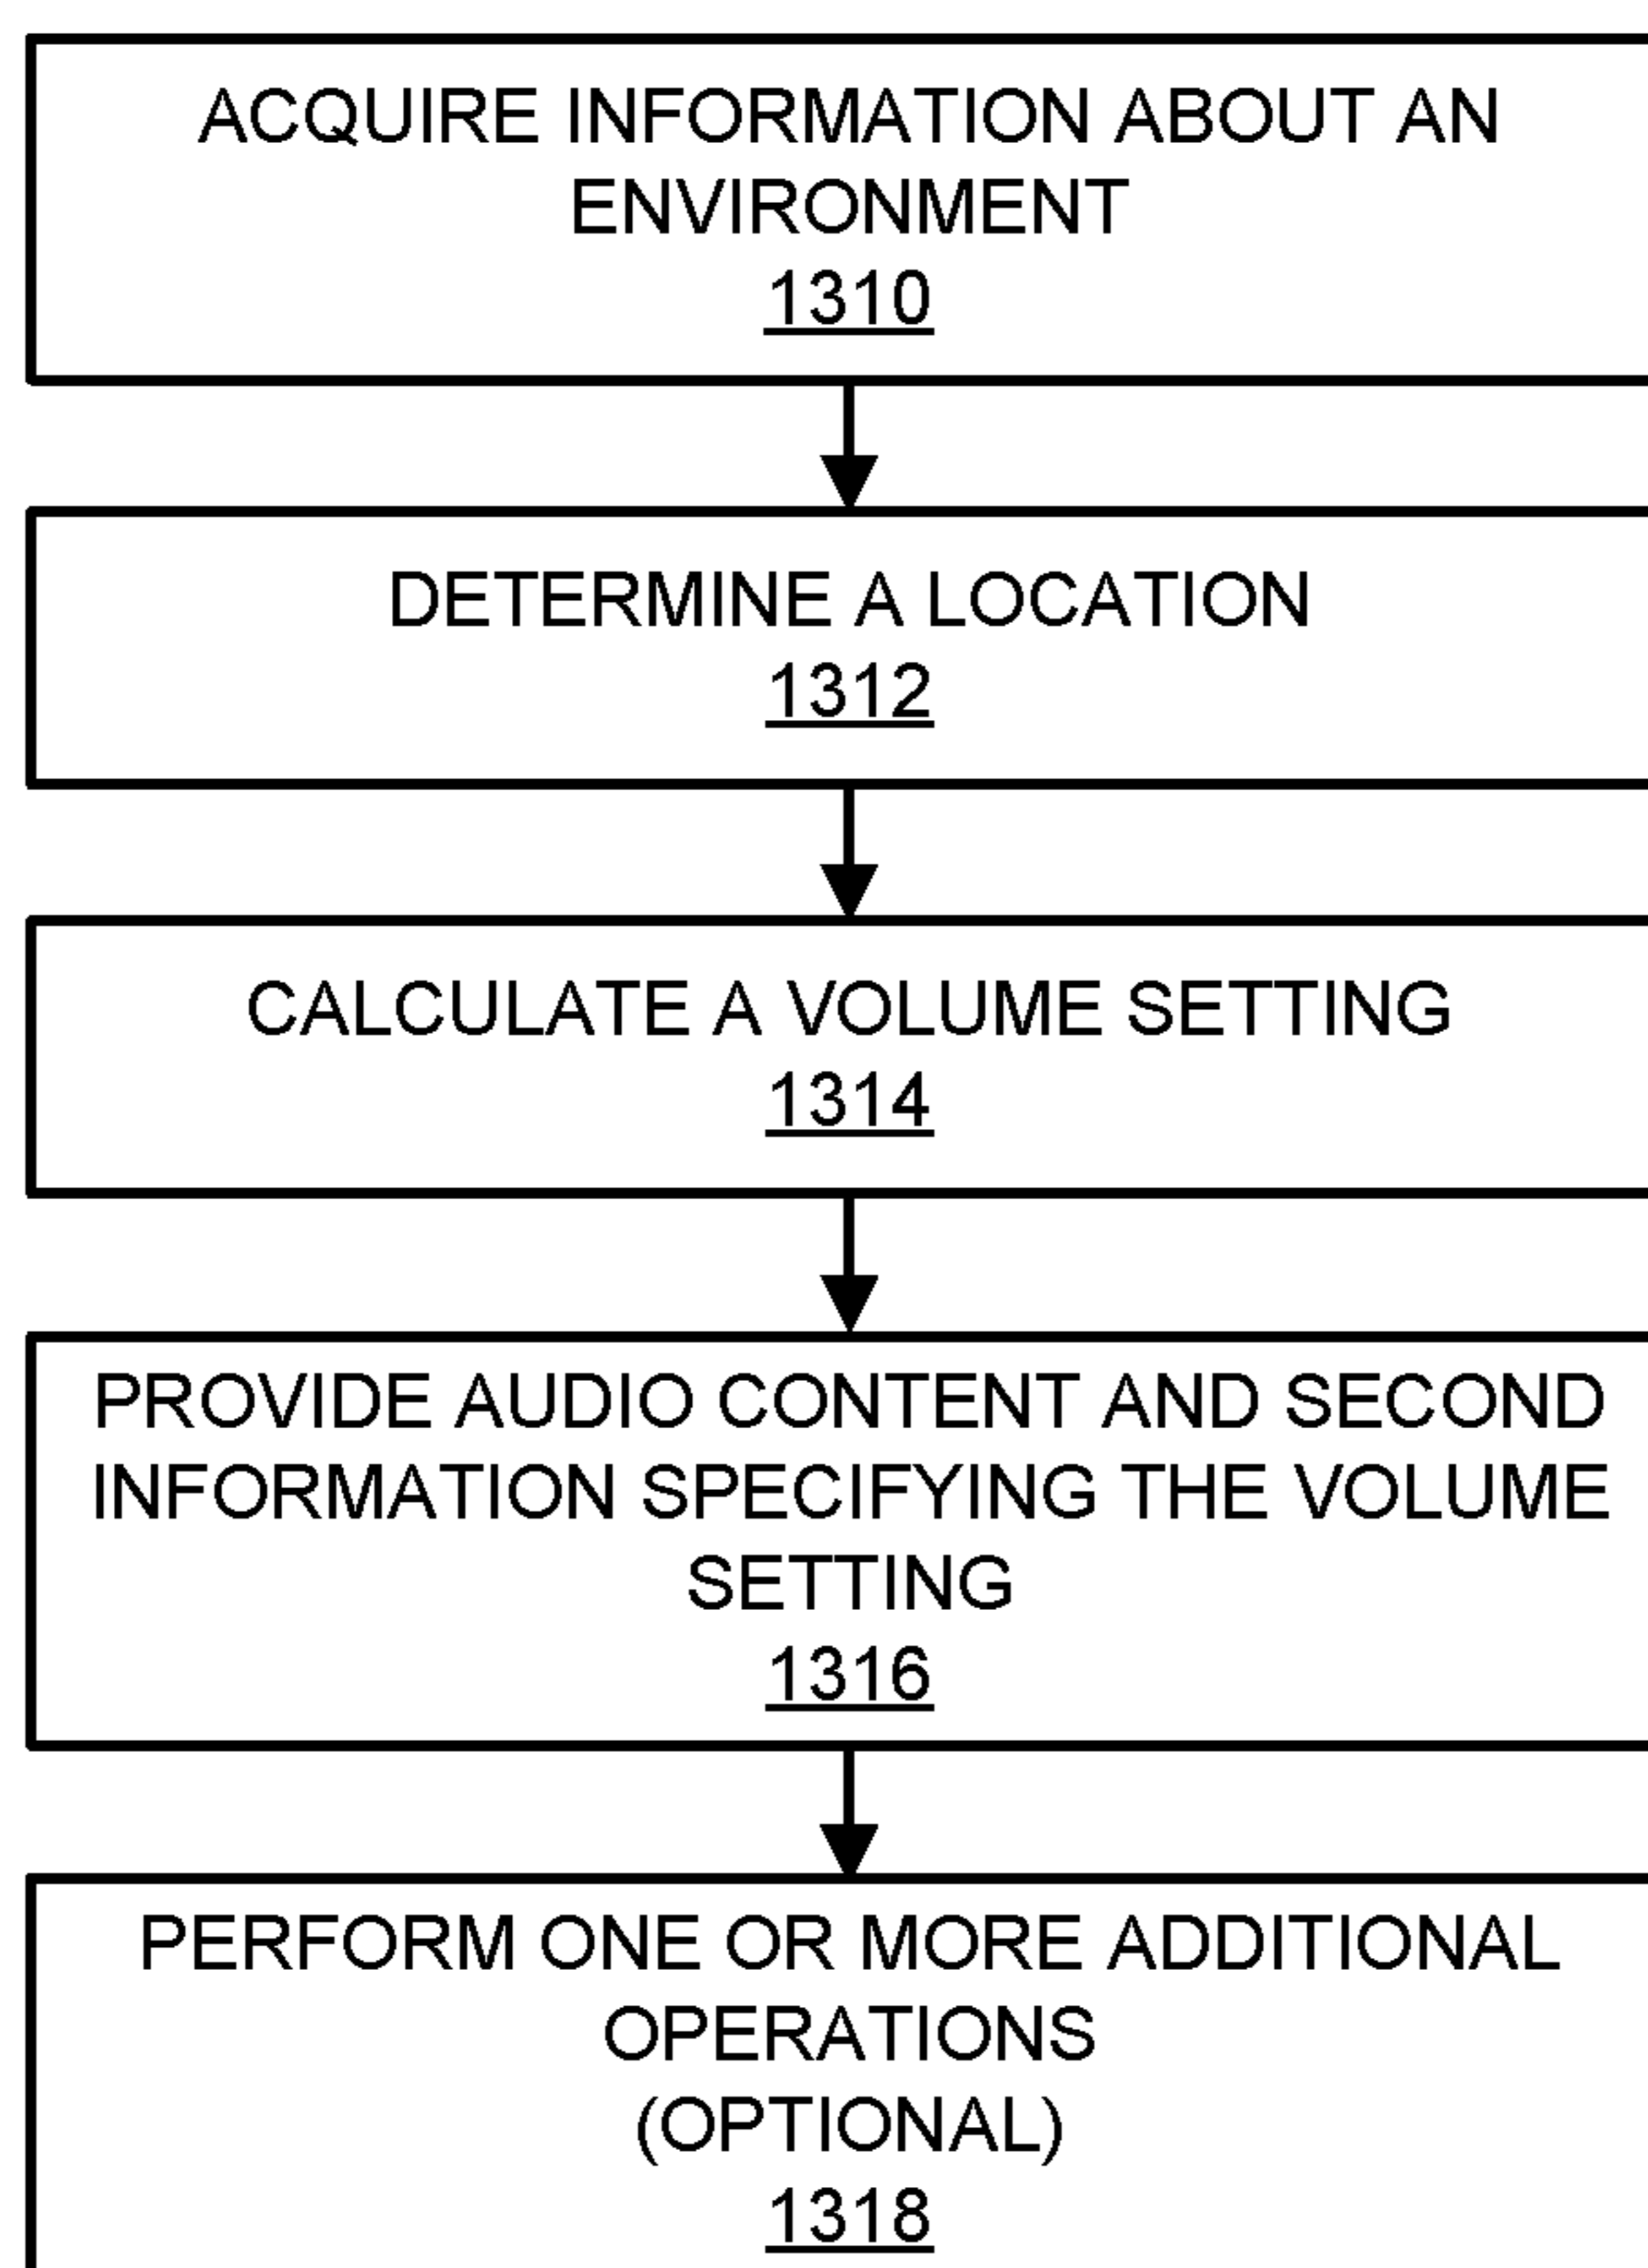 ACQUIRE INFORMATION ABOUT AN
ENVIRONMENT
1310
DETERMINE A LOCATION
1312
CALCULATE A VOLUME SETTING
1314
PROVIDE AUDIO CONTENT AND SECOND
INFORMATION SPECIFYING THE VOLUME
SETTING
1316
PERFORM ONE OR MORE ADDITIONAL
OPERATIONS
(OPTIONAL)
1318